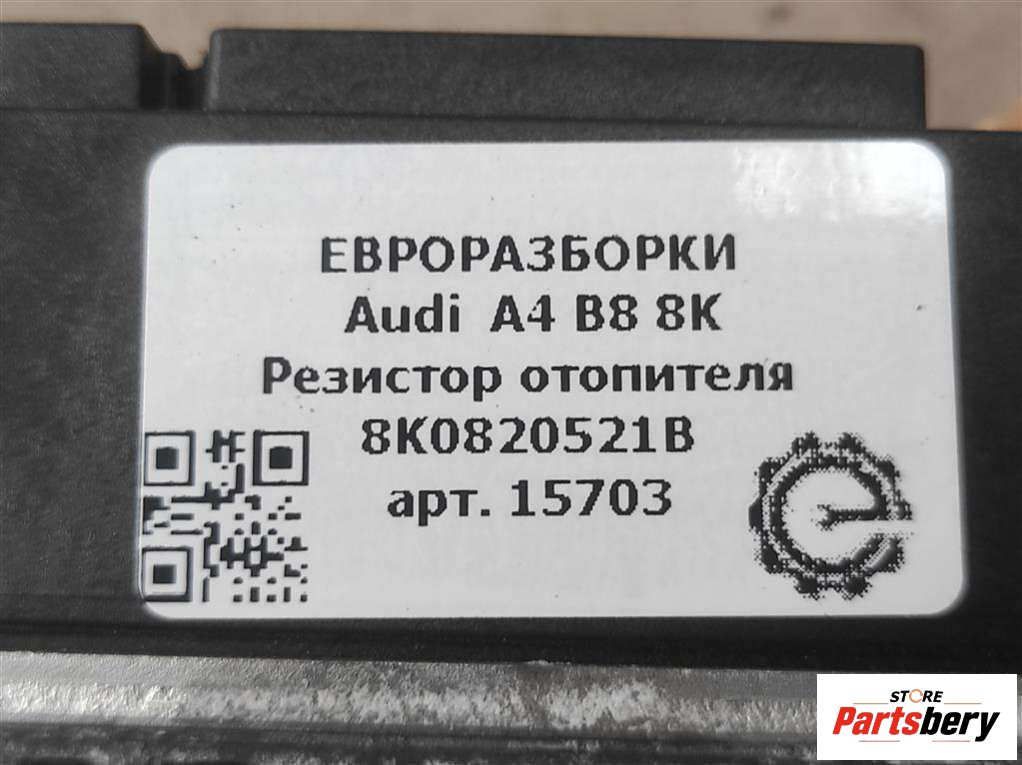 ЕВРОРАЗБОРКИ
Audi A4 B8 8K
Резистор отопителя
8K0820521B
арт. 15703
STORE
Partsbery